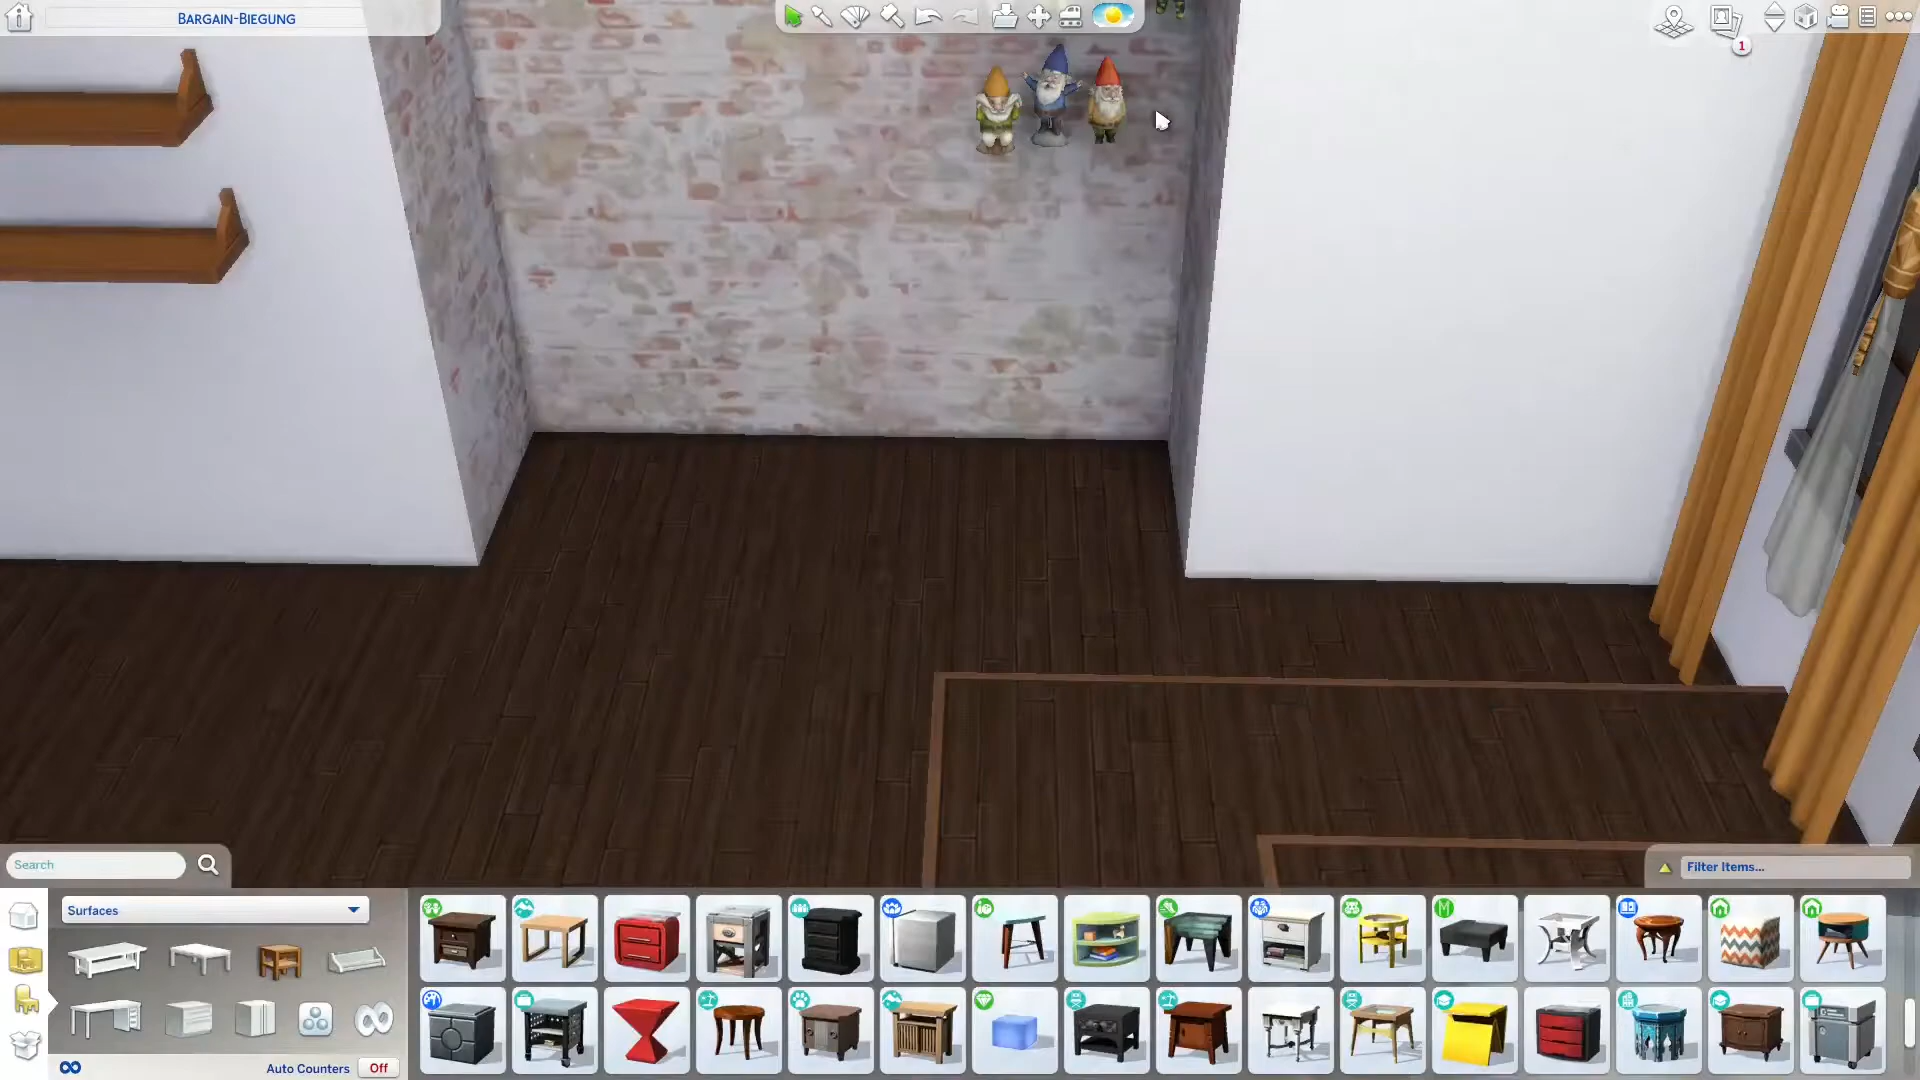 BARGAIN-BIEGUNG
1
Search
Filter Items...
Surfaces
Auto Counters Off